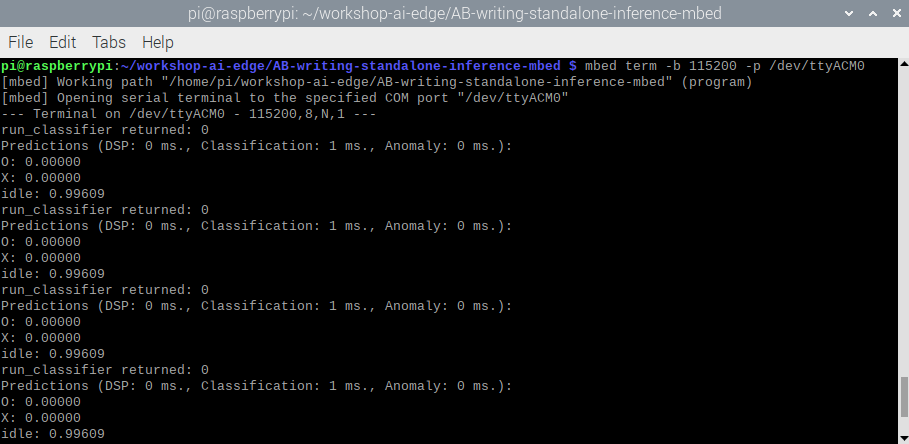 pi@raspberrypi: ~/workshop-ai-edge/AB-writing-standalone-inference-mbed
File Edit Tabs Help
pi@raspberrypi:~/workshop-ai-edge/AB-writing-standalone-inference-mbed $ mbed term -b 115200 -p /dev/ttyACM0
[mbed] Working path "/home/pi/workshop-ai-edge/AB-writing-standalone-inference-mbed" (program)
[mbed] Opening serial terminal to the specified COM port "/dev/ttyACM0"
--- Terminal on /dev/ttyACM0 - 115200,8,N,1 ---
run_classifier returned: 0
Predictions (DSP: 0 ms., Classification: 1 ms., Anomaly: 0 ms.):
O: 0.00000
X: 0.00000
idle: 0.99609
run_classifier returned: 0
Predictions (DSP: 0 ms., Classification: 1 ms., Anomaly: 0 ms.):
O: 0.00000
X: 0.00000
idle: 0.99609
run_classifier returned: 0
Predictions (DSP: 0 ms., Classification: 1 ms., Anomaly: 0 ms.):
O: 0.00000
X: 0.00000
idle: 0.99609
run_classifier returned: 0
Predictions (DSP: 0 ms., Classification: 1 ms., Anomaly: 0 ms.):
O: 0.00000
X: 0.00000
idle: 0.99609